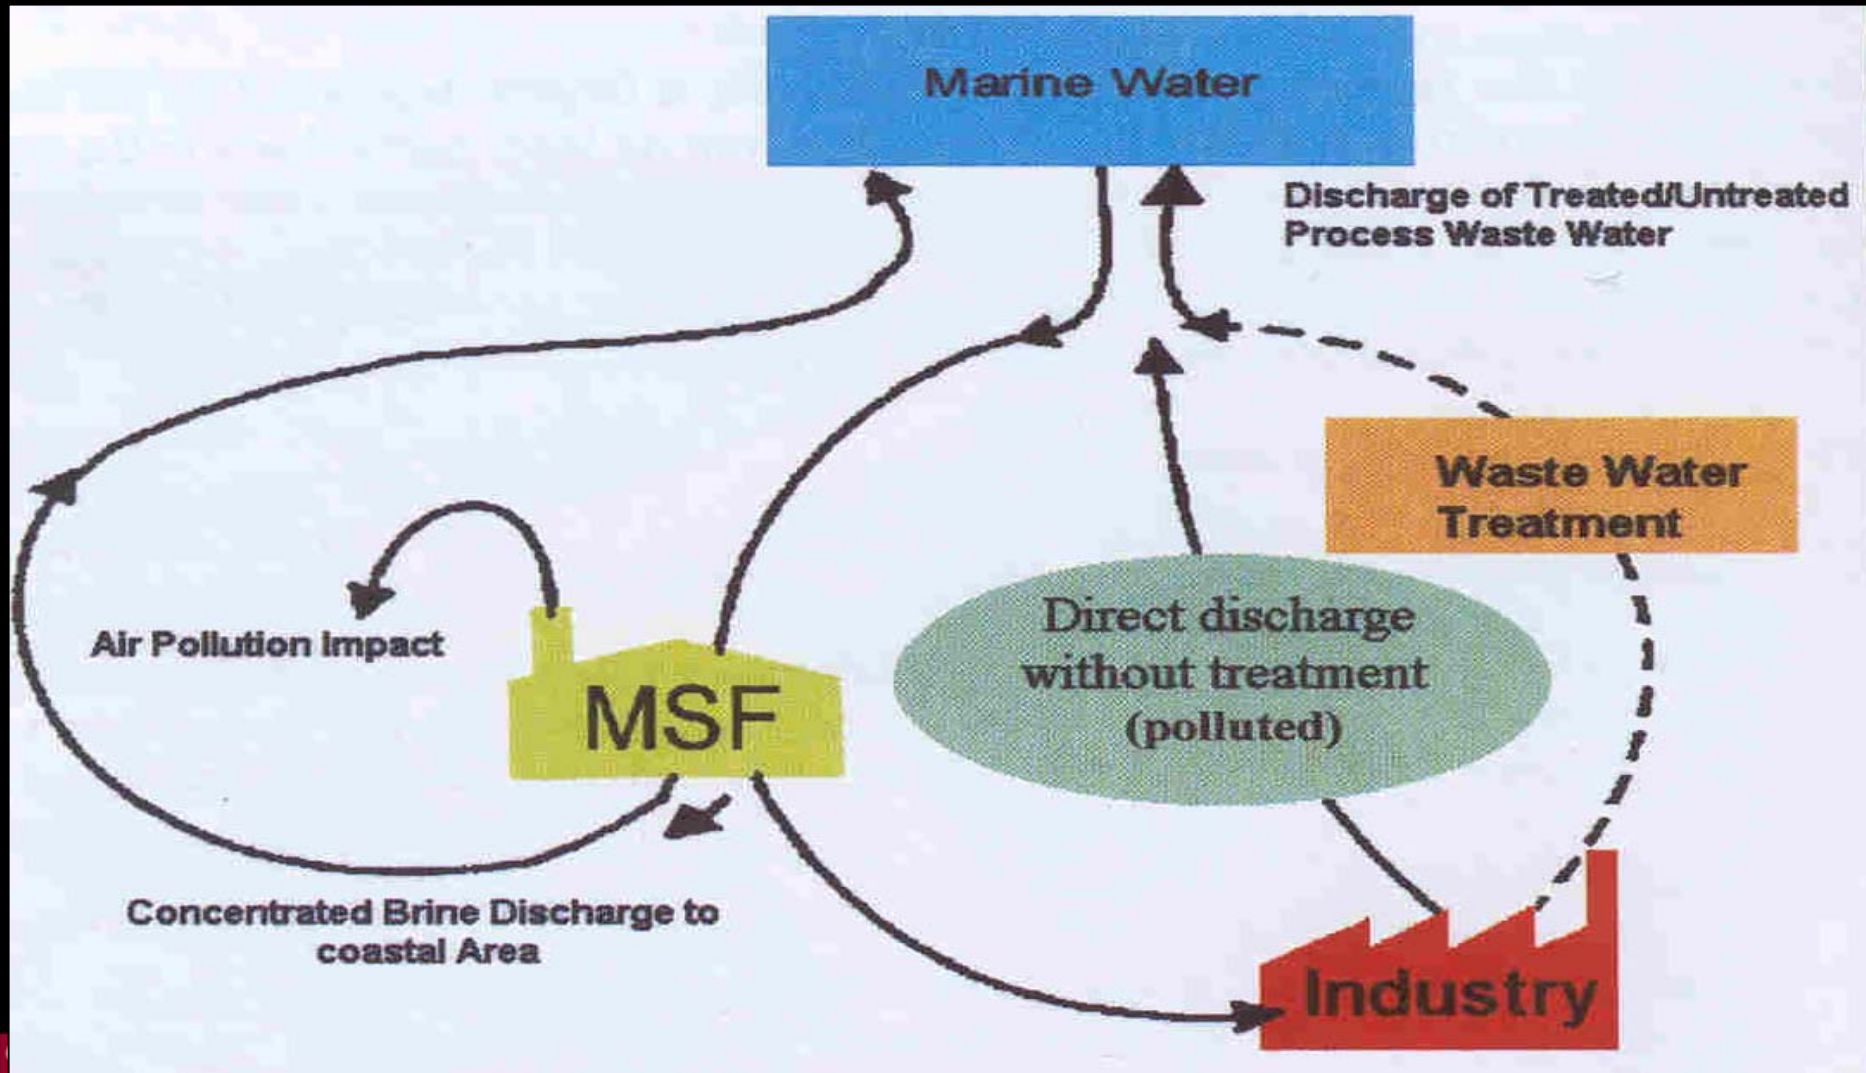 Marine Water
Discharge of Treated/Untreated
Process Waste Water
Waste Water
Treatment
Direct discharge
without treatment
(polluted)
Air Pollution Impact
MSF
Concentrated Brine Discharge to
coastal Area
Industry